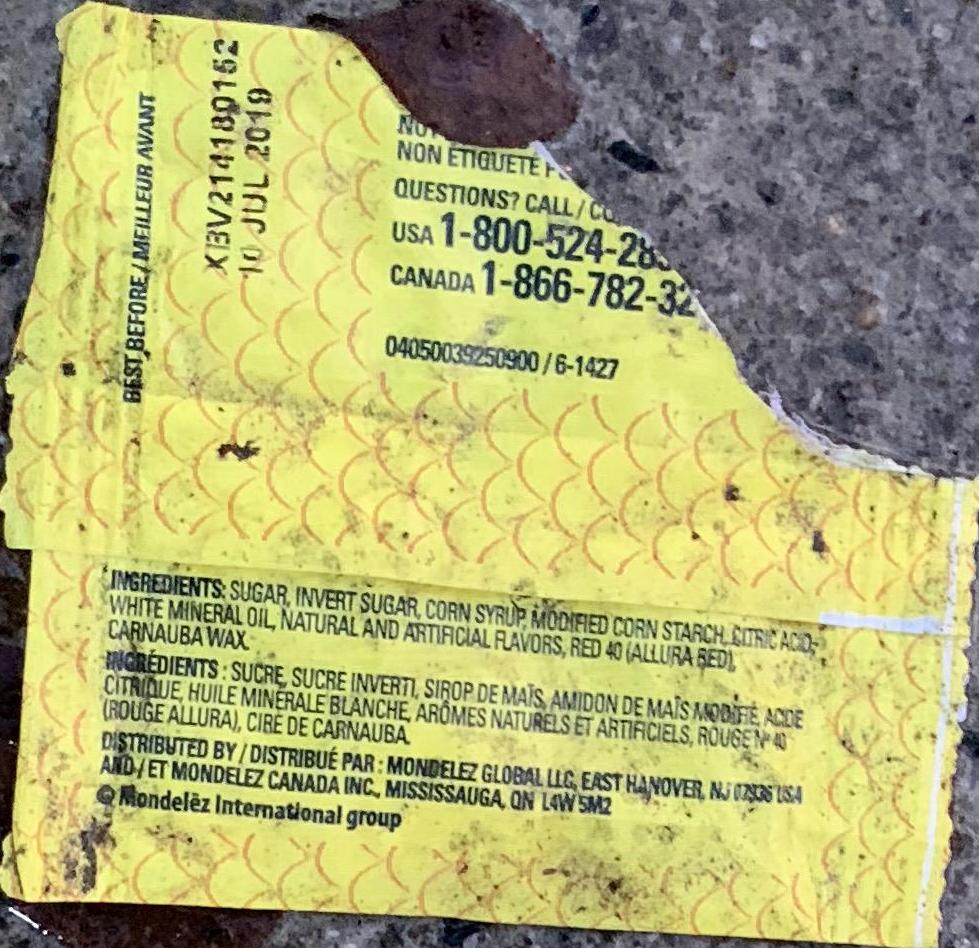 BEST BEFORE / MEILLEUR AVANT
XBV214180162
10 JUL 2019
NON ETIQUETÉ
QUESTIONS? CALL /
USA 1-800-524-28
CANADA 1-866-782-32
04050039250900 / 6-1427
INGREDIENTS: SUGAR, INVERT SUGAR, CORN SYRUP, MODIFIED CORN STARCH, CITRIC ACID,
WHITE MINERAL OIL, NATURAL AND ARTIFICIAL FLAVORS, RED 40 (ALLURA RED),
CARNAUBA WAX.
INGRÉDIENTS : SUCRE, SUCRE INVERTI, SIROP DE MAÏS, AMIDON DE MAÏS MODIFIÉ, ACIDE
CITRIQUE, HUILE MINÉRALE BLANCHE, ARÔMES NATURELS ET ARTIFICIELS, ROUGE Nº 40
(ROUGE ALLURA), CIRE DE CARNAUBA.
DISTRIBUTED BY / DISTRIBUÉ PAR : MONDELEZ GLOBAL LLC, EAST HANOVER, NJ 07936 USA
AND / ET MONDELEZ CANADA INC., MISSISSAUGA, ON L4W 5M2
Mondelēz International group